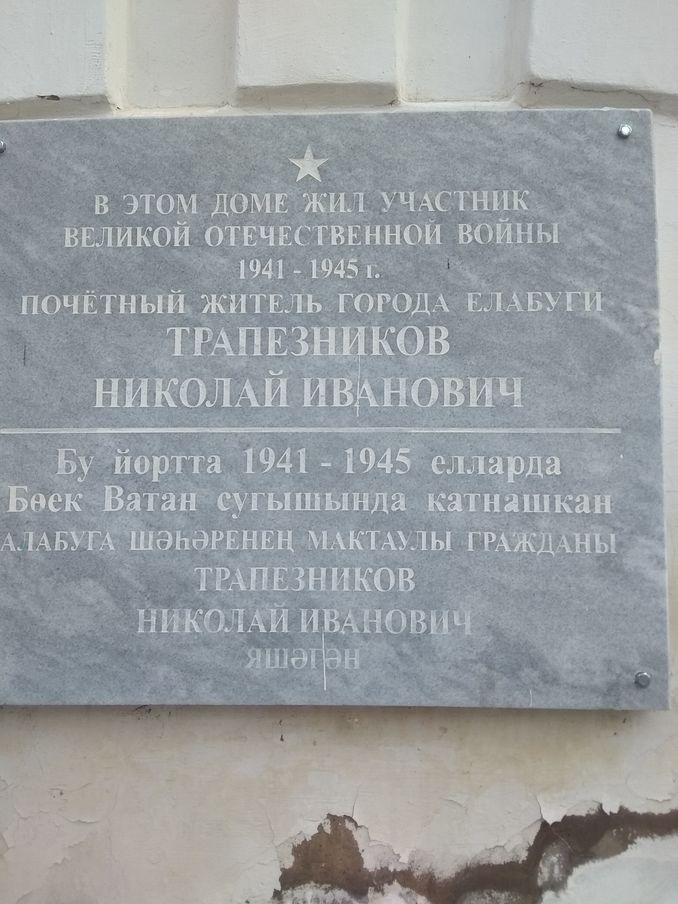 В ЭТОМ ДОМЕ ЖИЛ УЧАСТНИК
ВЕЛИКОЙ ОТЕЧЕСТВЕННОЙ ВОЙНЫ
1941 - 1945 г.
ПОЧЁТНЫЙ ЖИТЕЛЬ ГОРОДА ЕЛАБУГИ
ТРАПЕЗНИКОВ
НИКОЛАЙ ИВАНОВИЧ
Бу йортта 1941 - 1945 елларда
Бөек Ватан сугышында катнашкан
АЛАБУГА ШӘҺӘРЕНЕҢ МАКТАУЛЫ ГРАЖДАНЫ
ТРАПЕЗНИКОВ
НИКОЛАЙ ИВАНОВИЧ
ЯШӘГӘН